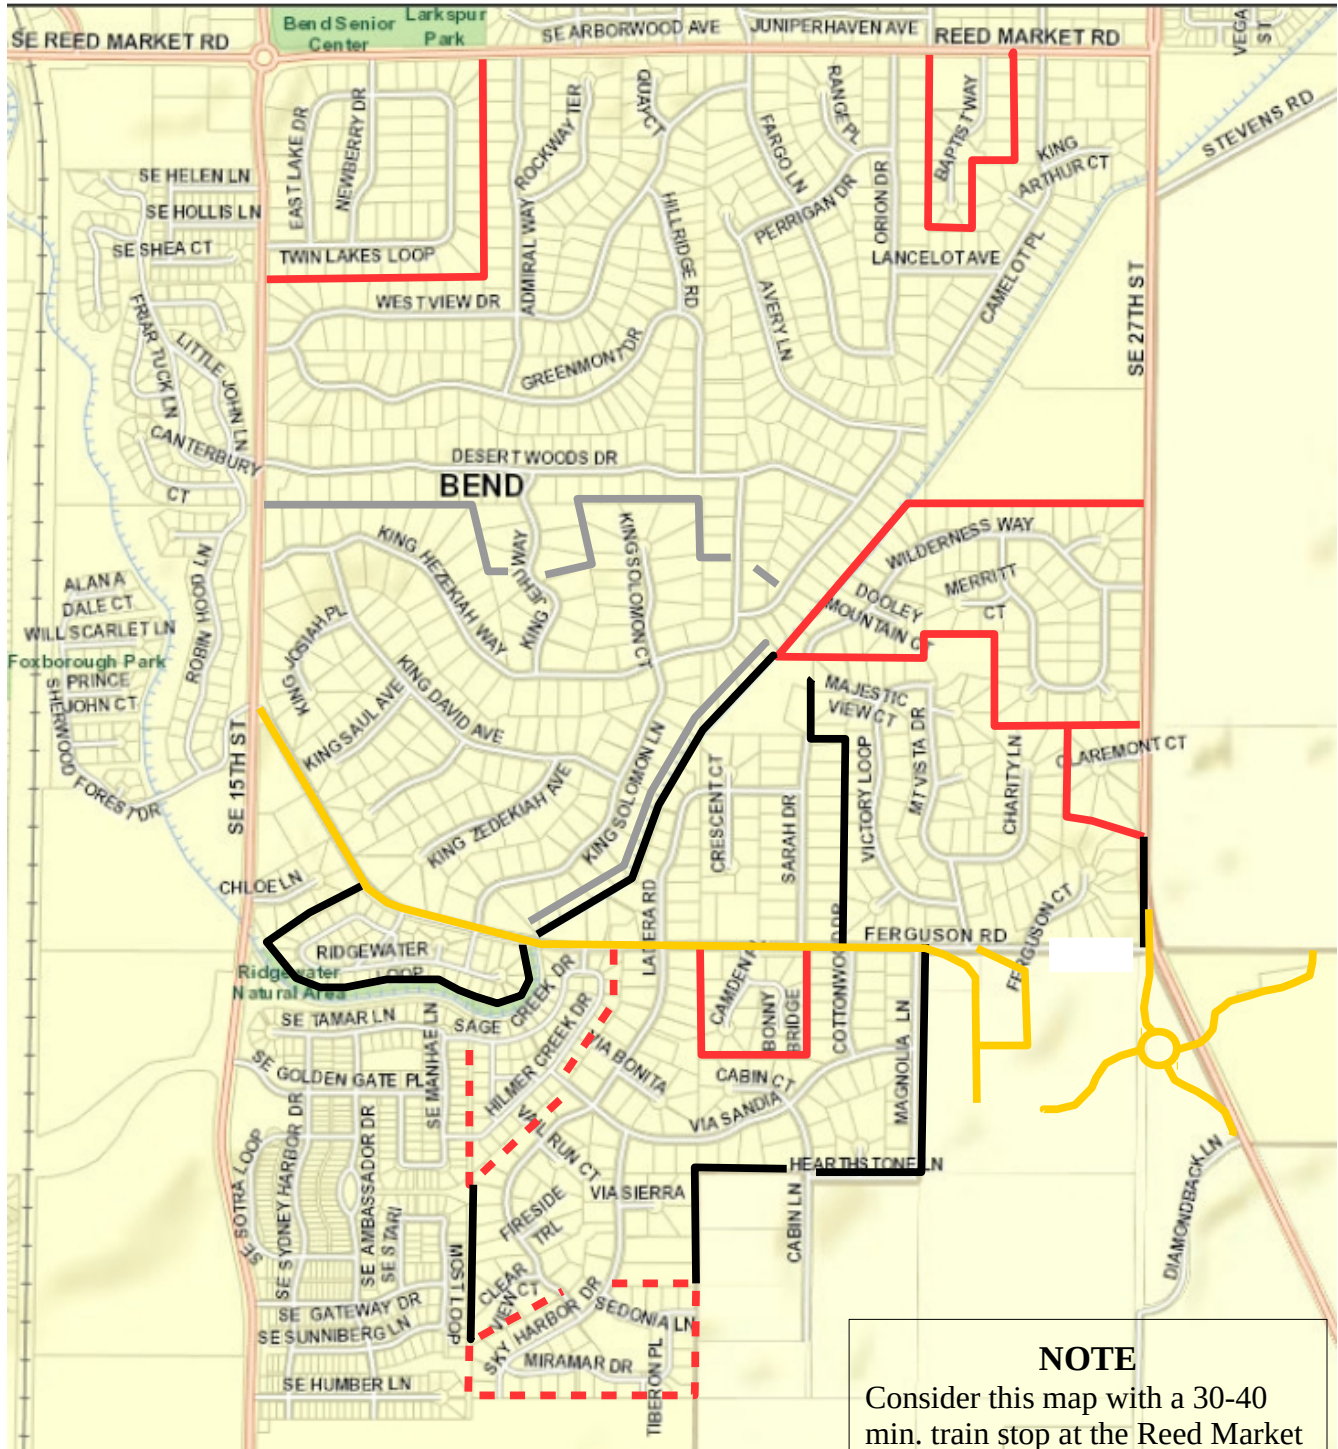 Bend Senior
Center
Larkspur
Park
SE ARBORWOOD AVE
JUNIPERHAVEN AVE
SE REED MARKET RD
REED MARKET RD
VEGA
ST
EAST LAKE DR
NEWBERRY DR
ROCKWAY TER
QUAY CT
RANGE PL
FARGO LN
BAPTIST WAY
KING
ARTHUR CT
STEVENS RD
SE HELEN LN
SE HOLLIS LN
SE SHEA CT
TWIN LAKES LOOP
ADMIRAL WAY
HILLRIDGE RD
PERRIGAN DR
ORION DR
LANCELOT AVE
CAMELOT PL
WESTVIEW DR
AVERY LN
SE 27TH ST
FRIAR TUCK LN
LITTLE JOHN LN
GREENMONT DR
CANTERBURY
CT
DESERT WOODS DR
BEND
KING HEZEKIAH WAY
KING
JEHU WAY
KING SOLOMON CT
WILDERNESS WAY
MERRITT
CT
DOOLEY
MOUNTAIN CT
ROBIN HOOD LN
ALAN A
DALE CT
WILL SCARLET LN
Foxborough Park
PRINCE
JOHN CT
SHERWOOD
FOREST DR
KING JOSIAH PL
KING SAUL AVE
KING DAVID AVE
KING ZEDEKIAH AVE
KING SOLOMON LN
MAJESTIC
VIEW CT
MT VISTA DR
VICTORY LOOP
CHARITY LN
CLAREMONT CT
SE 15TH ST
CRESCENT CT
SARAH DR
CHLOE LN
LADERA RD
COTTONWOOD DR
FERGUSON RD
FERGUSON CT
RIDGEWATER
LOOP
Ridgewater
Natural Area
SE TAMAR LN
SAGE
CREEK DR
HILMER CREEK DR
CAMDEN PL
BONNY
BRIDGE
MAGNOLIA LN
SE GOLDEN GATE PL
SE MANHAE LN
VIA BONITA
CABIN CT
VIA SANDIA
SE SOTRA LOOP
SE
SE SYDNEY HARBOR DR
SE AMBASSADOR DR
SE STARI
VAL RUN CT
HEARTHSTONE LN
VIA SIERRA
FIRESIDE
TRL
CABIN LN
DIAMONDBACK LN
MOST LOOP
CLEAR
VIEW CT
SE GATEWAY DR
SE SUNNIBERG LN
SKY HARBOR DR
SEDONIA LN
MIRAMAR DR
TIBERON PL
SE HUMBER LN
NOTE
Consider this map with a 30-40
min. train stop at the Reed Market